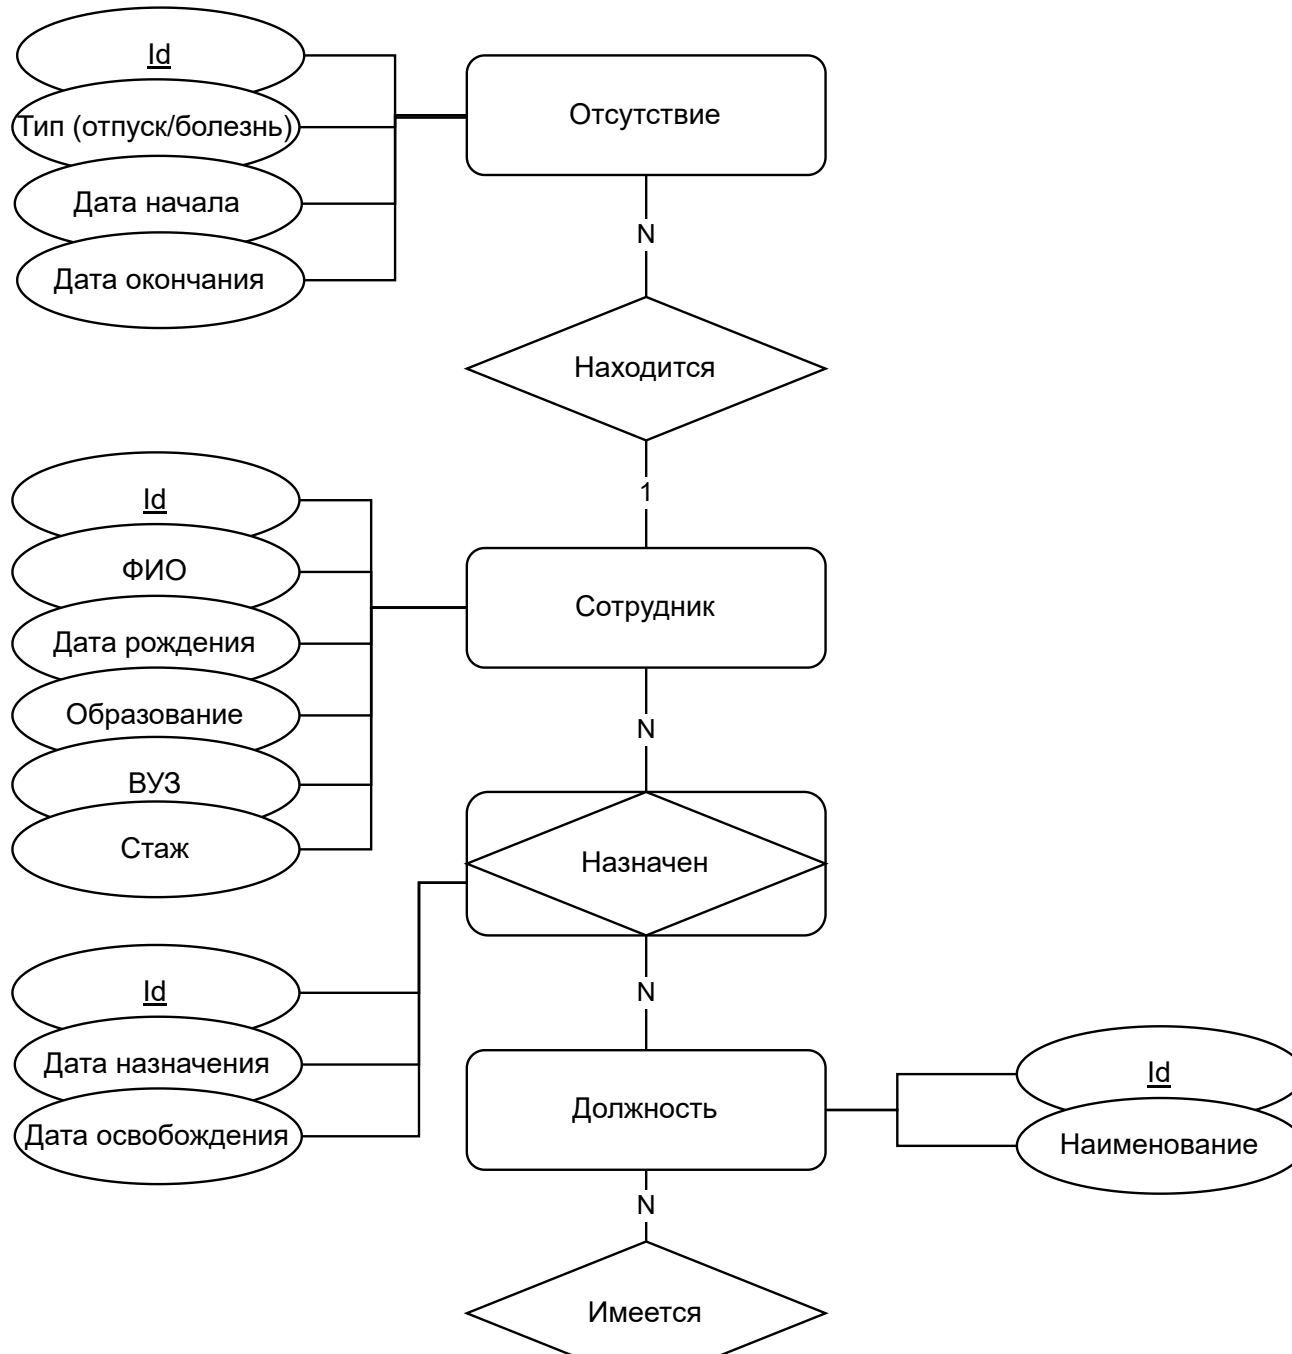 Id
Тип (отпуск/болезнь)
Дата начала
Дата окончания
Отсутствие
N
Находится
1
Id
ФИО
Дата рождения
Образование
ВУЗ
Стаж
Сотрудник
N
Назначен
N
Id
Дата назначения
Дата освобождения
Должность
Id
Наименование
N
Имеется